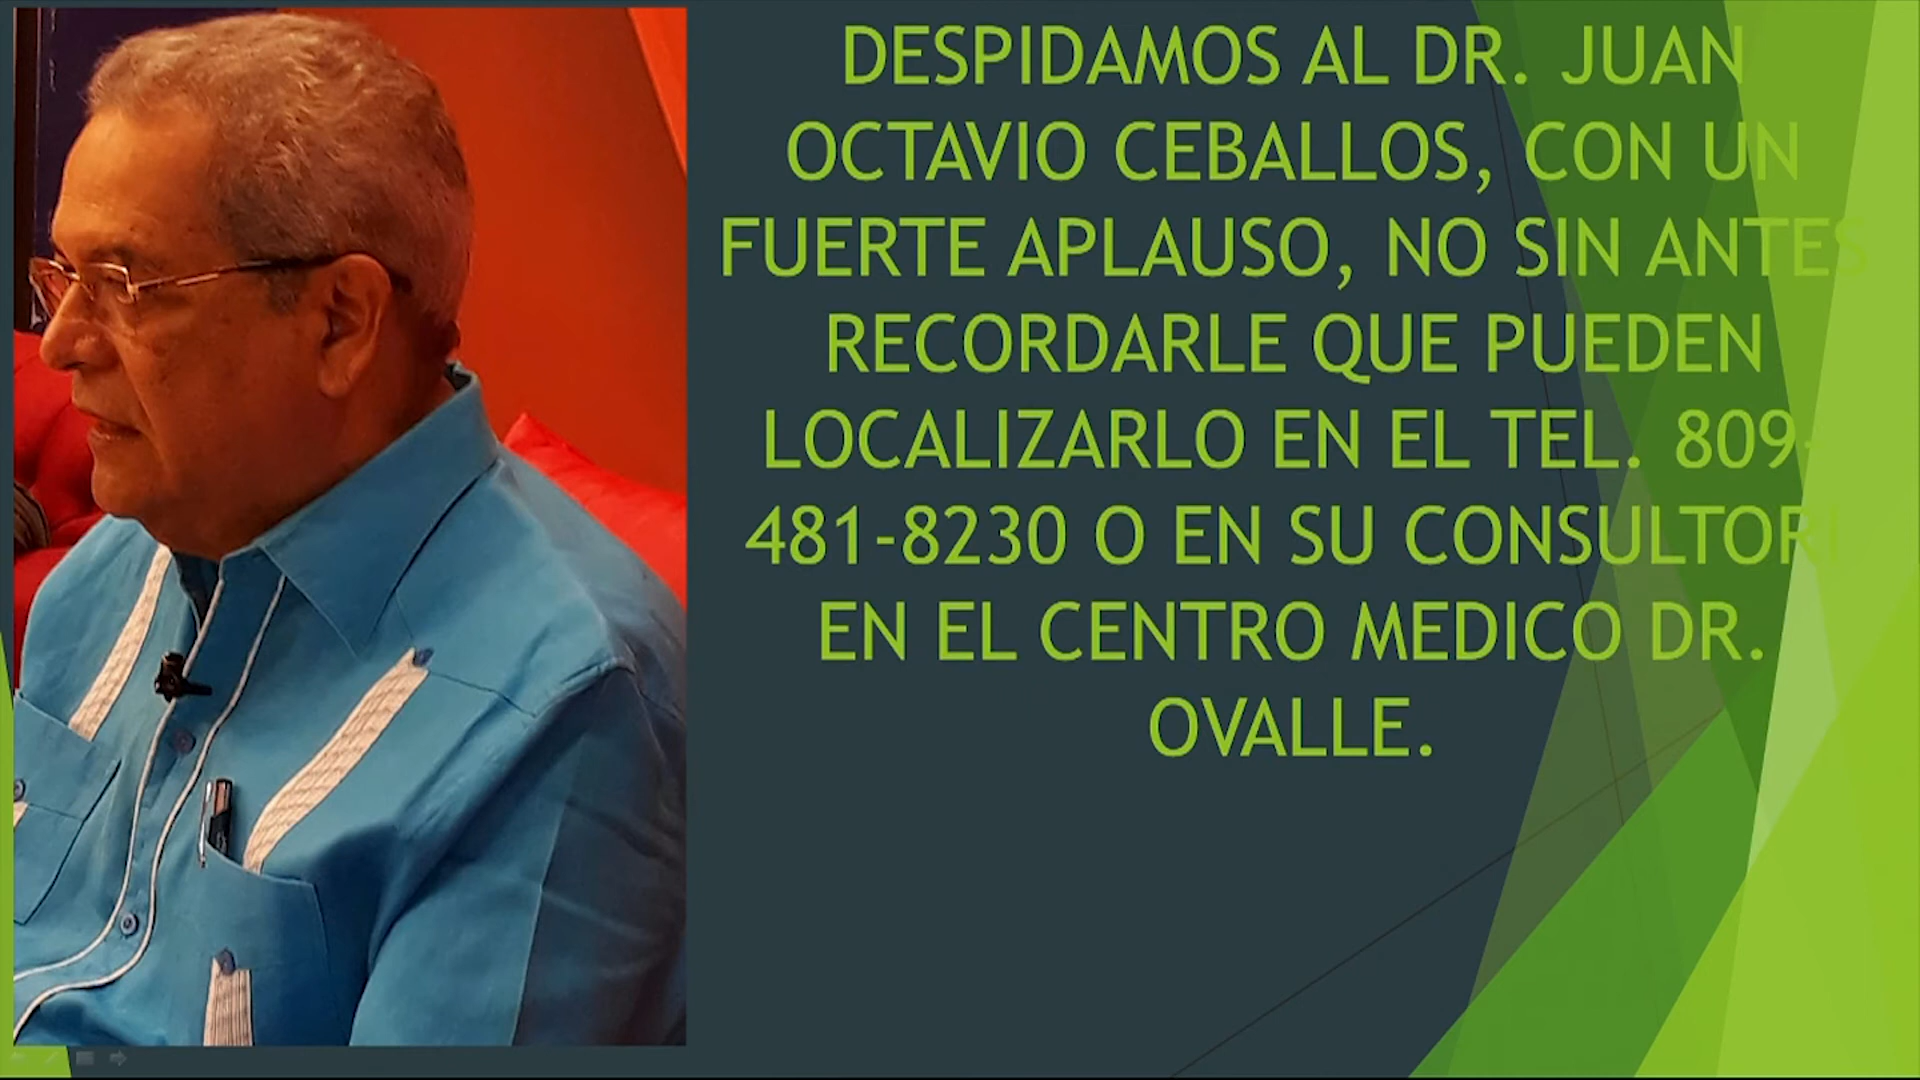 DESPIDAMOS AL DR. JUAN
OCTAVIO CEBALLOS, CON UN
FUERTE APLAUSO, NO SIN ANTES
RECORDARLE QUE PUEDEN
LOCALIZARLO EN EL TEL. 809-
481-8230 O EN SU CONSULTORI
EN EL CENTRO MEDICO DR.
OVALLE.